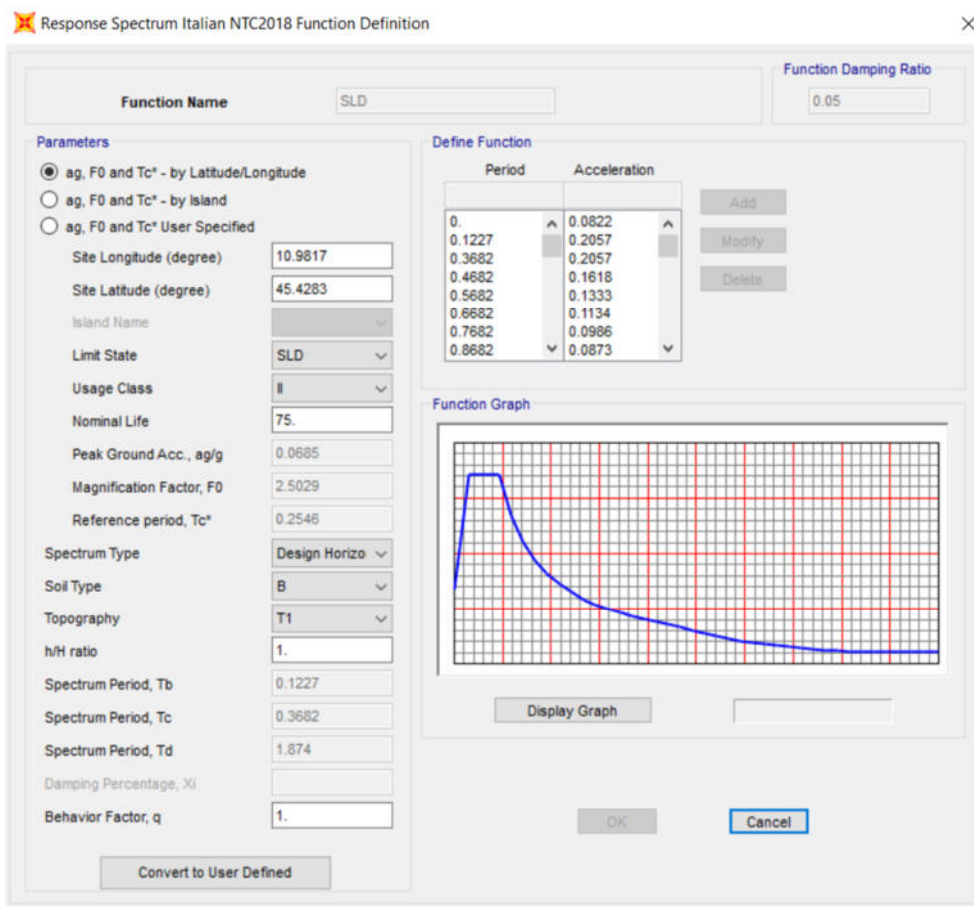 Response Spectrum Italian NTC2018 Function Definition
Function Damping Ratio
Function Name SLD 0.05
Parameters
ag, F0 and Tc* - by Latitude/Longitude
ag, F0 and Tc* - by Island
ag, F0 and Tc* User Specified
Site Longitude (degree) 10.9817
Site Latitude (degree) 45.4283
Island Name
Limit State SLD
Usage Class II
Nominal Life 75.
Peak Ground Acc., ag/g 0.0685
Magnification Factor, F0 2.5029
Reference period, Tc* 0.2546
Spectrum Type Design Horizo
Soil Type B
Topography T1
h/H ratio 1.
Spectrum Period, Tb 0.1227
Spectrum Period, Tc 0.3682
Spectrum Period, Td 1.874
Damping Percentage, Xi
Behavior Factor, q 1.
Convert to User Defined
Define Function
Period Acceleration
0. 0.0822
0.1227 0.2057
0.3682 0.2057
0.4682 0.1618
0.5682 0.1333
0.6682 0.1134
0.7682 0.0986
0.8682 0.0873
Add
Modify
Delete
Function Graph
Display Graph
OK Cancel